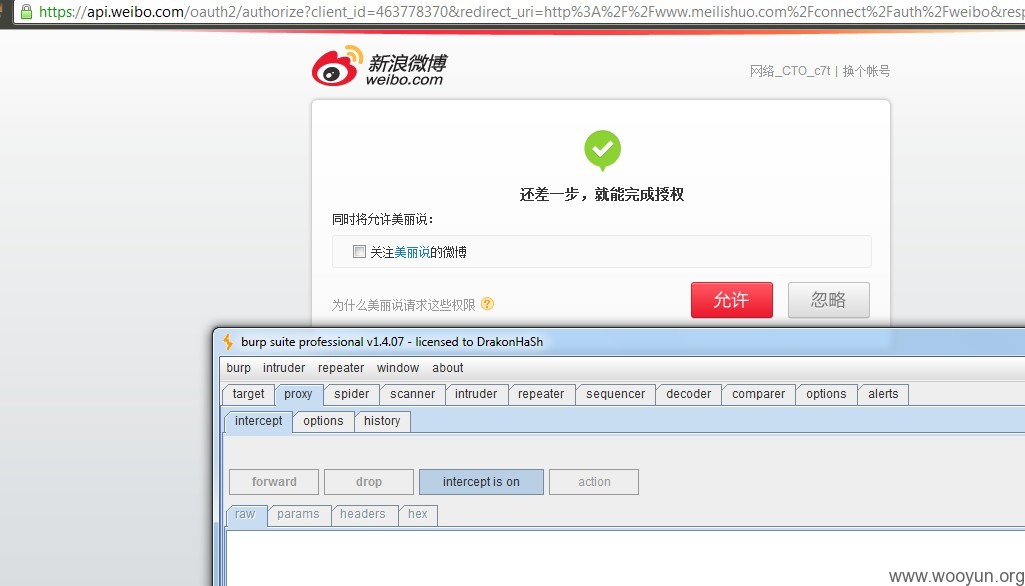 https://api.weibo.com/oauth2/authorize?client_id=463778370&redirect_uri=http%3A%2F%2Fwww.meilishuo.com%2Fconnect%2Fauth%2Fweibo&resp
新浪微博
weibo.com
网络_CTO_c7t | 换个帐号
还差一步，就能完成授权
同时将允许美丽说：
关注美丽说的微博
为什么美丽说请求这些权限 ?
允许 忽略
burp suite professional v1.4.07 - licensed to DrakonHaSh
burp intruder repeater window about
target proxy spider scanner intruder repeater sequencer decoder comparer options alerts
intercept options history
forward drop intercept is on action
raw params headers hex
www.wooyun.org